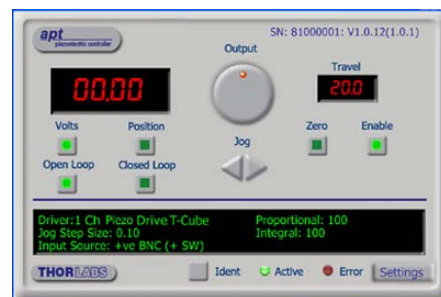 apt
piezoelectric controller
SN: 81000001: V1.0.12(1.0.1)
Output
00.00
Travel
20.0
Volts
Position
Zero
Enable
Jog
Open Loop
Closed Loop
Driver:1 Ch Piezo Drive T-Cube
Proportional: 100
Jog Step Size: 0.10
Integral: 100
Input Source: +ve BNC (+ SW)
THORLABS
Ident
Active
Error
Settings